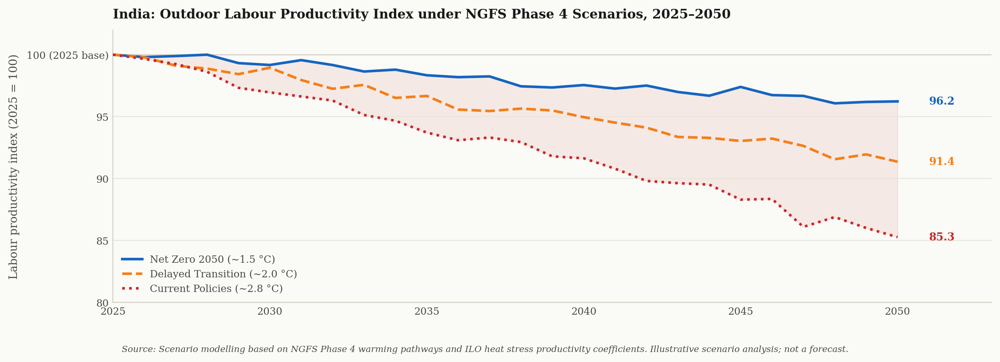 India: Outdoor Labour Productivity Index under NGFS Phase 4 Scenarios, 2025–2050
Labour productivity index (2025 = 100)
100 (2025 base)
95
90
85
80
96.2
91.4
85.3
Net Zero 2050 (~1.5 °C)
Delayed Transition (~2.0 °C)
Current Policies (~2.8 °C)
2025 2030 2035 2040 2045 2050
Source: Scenario modelling based on NGFS Phase 4 warming pathways and ILO heat stress productivity coefficients. Illustrative scenario analysis; not a forecast.